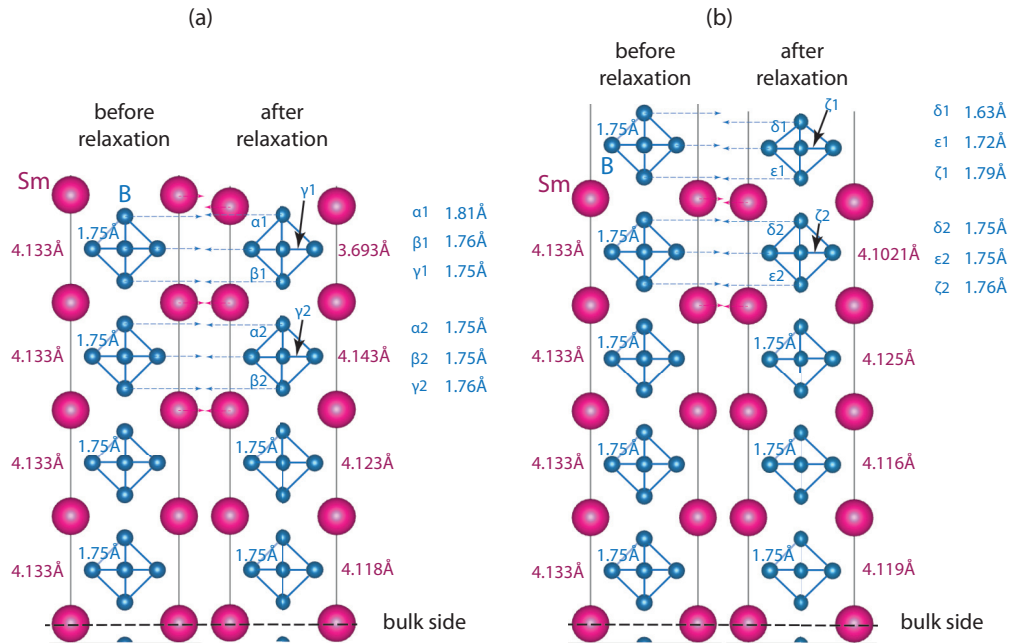 (a)
before
relaxation
after
relaxation
Sm
B
γ1
α1
1.75Å
4.133Å
3.693Å
β1
α1 1.81Å
β1 1.76Å
γ1 1.75Å
γ2
α2
1.75Å
4.133Å
4.143Å
β2
α2 1.75Å
β2 1.75Å
γ2 1.76Å
1.75Å
1.75Å
4.133Å
4.123Å
1.75Å
1.75Å
4.133Å
4.118Å
bulk side
(b)
before
relaxation
after
relaxation
ζ1
δ1
1.75Å
B
ε1
δ1 1.63Å
ε1 1.72Å
ζ1 1.79Å
Sm
ζ2
δ2
1.75Å
4.133Å
4.1021Å
ε2
δ2 1.75Å
ε2 1.75Å
ζ2 1.76Å
1.75Å
1.75Å
4.133Å
4.125Å
1.75Å
1.75Å
4.133Å
4.116Å
1.75Å
1.75Å
4.133Å
4.119Å
bulk side